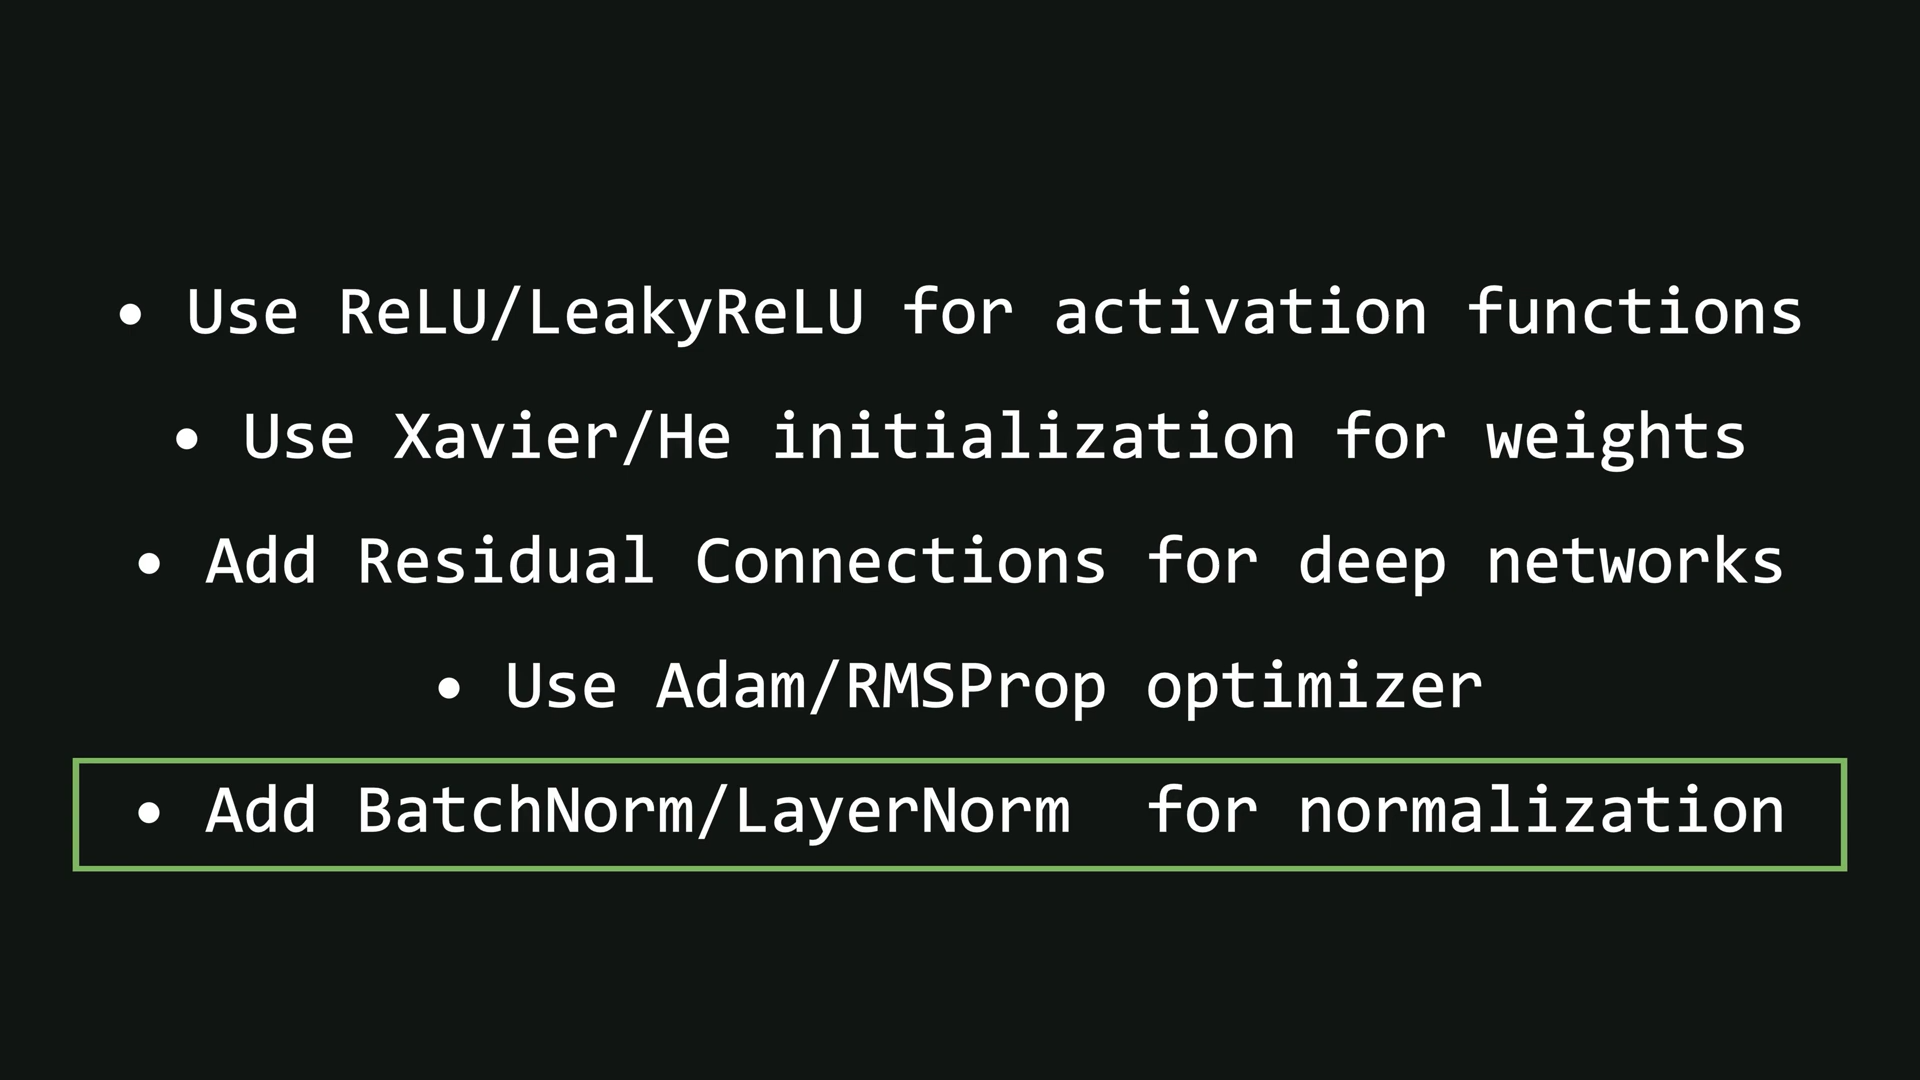 • Use ReLU/LeakyReLU for activation functions
• Use Xavier/He initialization for weights
• Add Residual Connections for deep networks
• Use Adam/RMSProp optimizer
• Add BatchNorm/LayerNorm  for normalization